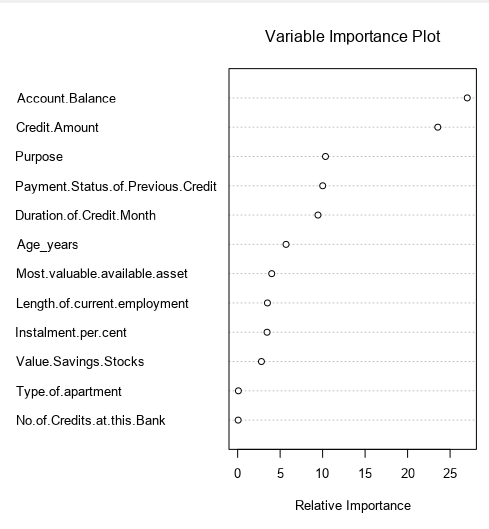 Variable Importance Plot
Account.Balance
Credit.Amount
Purpose
Payment.Status.of.Previous.Credit
Duration.of.Credit.Month
Age_years
Most.valuable.available.asset
Length.of.current.employment
Instalment.per.cent
Value.Savings.Stocks
Type.of.apartment
No.of.Credits.at.this.Bank
0 5 10 15 20 25
Relative Importance